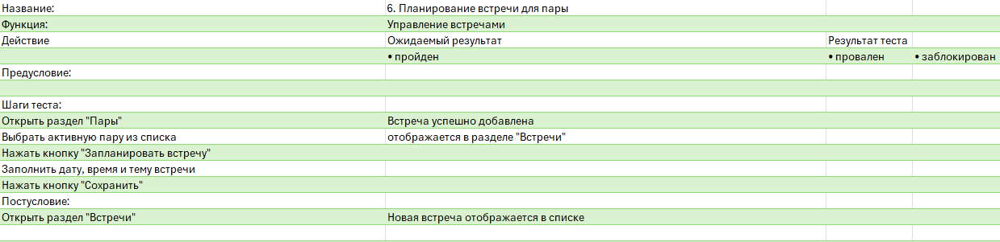 Название: 6. Планирование встречи для пары
Функция: Управление встречами
Действие Ожидаемый результат Результат теста
• пройден • провален • заблокирован
Предусловие:
Шаги теста:
Открыть раздел "Пары" Встреча успешно добавлена
Выбрать активную пару из списка отображается в разделе "Встречи"
Нажать кнопку "Запланировать встречу"
Заполнить дату, время и тему встречи
Нажать кнопку "Сохранить"
Постусловие:
Открыть раздел "Встречи" Новая встреча отображается в списке